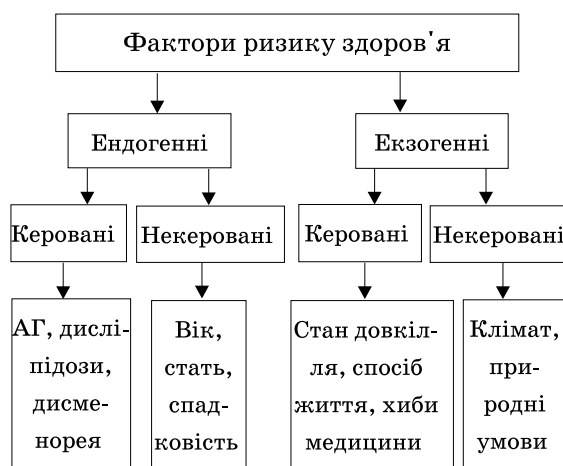 Фактори ризику здоров'я
Ендогенні
Екзогенні
Керовані
Некеровані
Керовані
Некеровані
АГ, дислі-
підози,
дисме-
норея
Вік,
стать,
спад-
ковість
Стан довкіл-
ля, спосіб
життя, хиби
медицини
Клімат,
при-
родні
умови